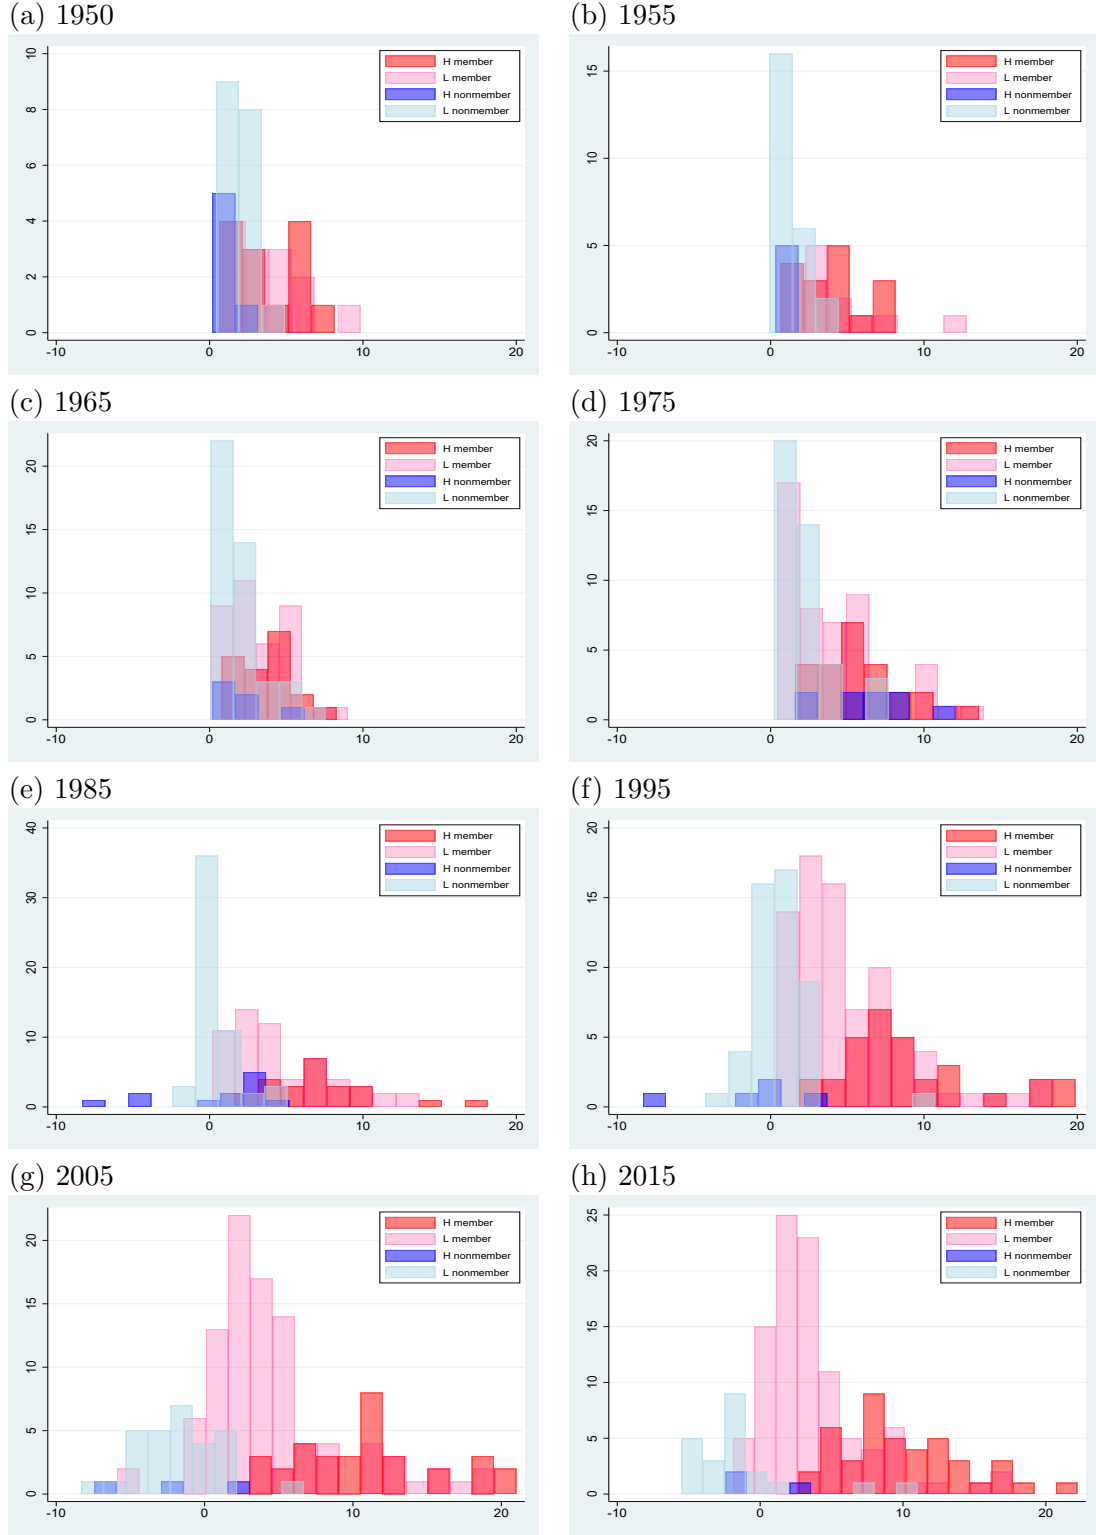 (a) 1950
(b) 1955
10
8
6
4
2
0
-10 0 10 20
H member
L member
H nonmember
L nonmember
15
10
5
0
-10 0 10 20
H member
L member
H nonmember
L nonmember
(c) 1965
(d) 1975
20
15
10
5
0
-10 0 10 20
H member
L member
H nonmember
L nonmember
20
15
10
5
0
-10 0 10 20
H member
L member
H nonmember
L nonmember
(e) 1985
(f) 1995
40
30
20
10
0
-10 0 10 20
H member
L member
H nonmember
L nonmember
20
15
10
5
0
-10 0 10 20
H member
L member
H nonmember
L nonmember
(g) 2005
(h) 2015
20
15
10
5
0
-10 0 10 20
H member
L member
H nonmember
L nonmember
25
20
15
10
5
0
-10 0 10 20
H member
L member
H nonmember
L nonmember